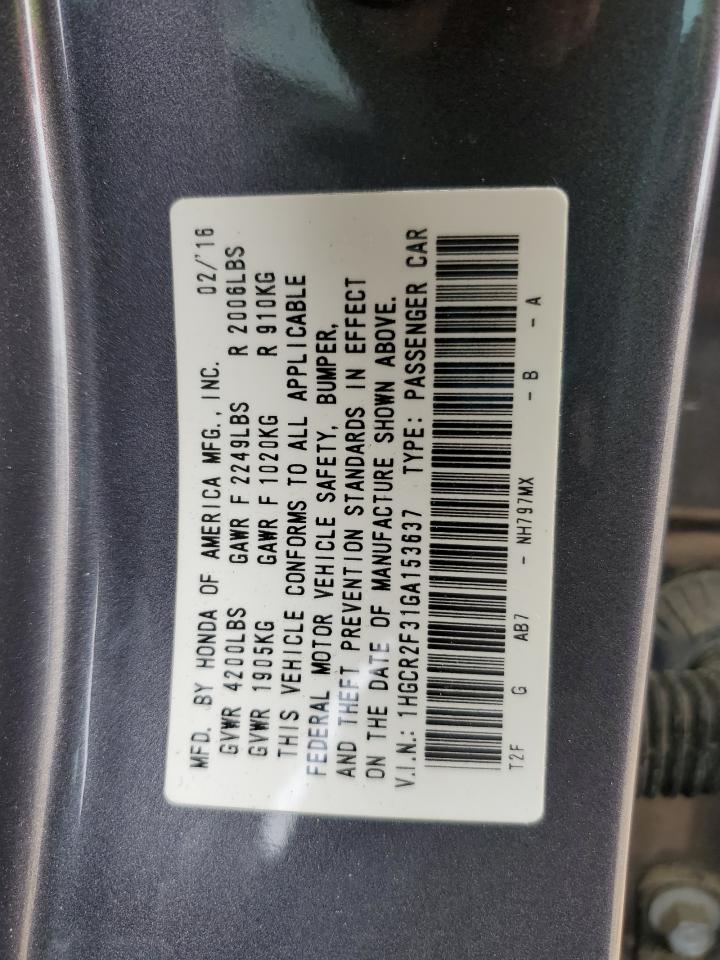 MFD. BY HONDA OF AMERICA MFG., INC. 02/'16
GVWR 4200LBS GAWR F 2249LBS R 2006LBS
GVWR 1905KG GAWR F 1020KG R 910KG
THIS VEHICLE CONFORMS TO ALL APPLICABLE
FEDERAL MOTOR VEHICLE SAFETY, BUMPER,
AND THEFT PREVENTION STANDARDS IN EFFECT
ON THE DATE OF MANUFACTURE SHOWN ABOVE.
V.I.N.: 1HGCR2F31GA153637 TYPE: PASSENGER CAR
T2F G AB7 - NH797MX - B - A